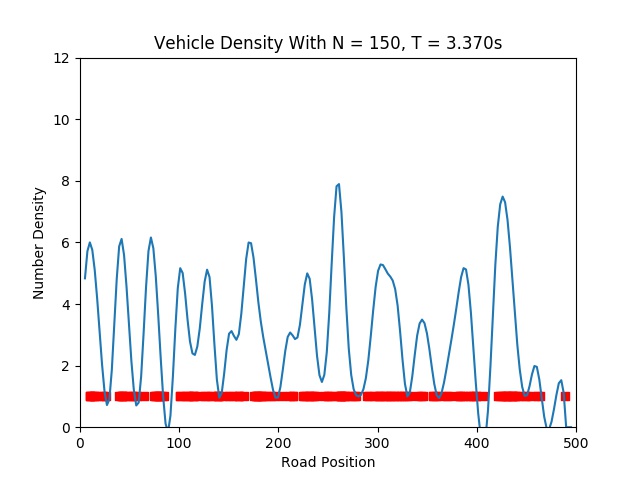 Vehicle Density With N = 150, T = 3.370s
12
10
8
6
4
2
0
Number Density
0 100 200 300 400 500
Road Position